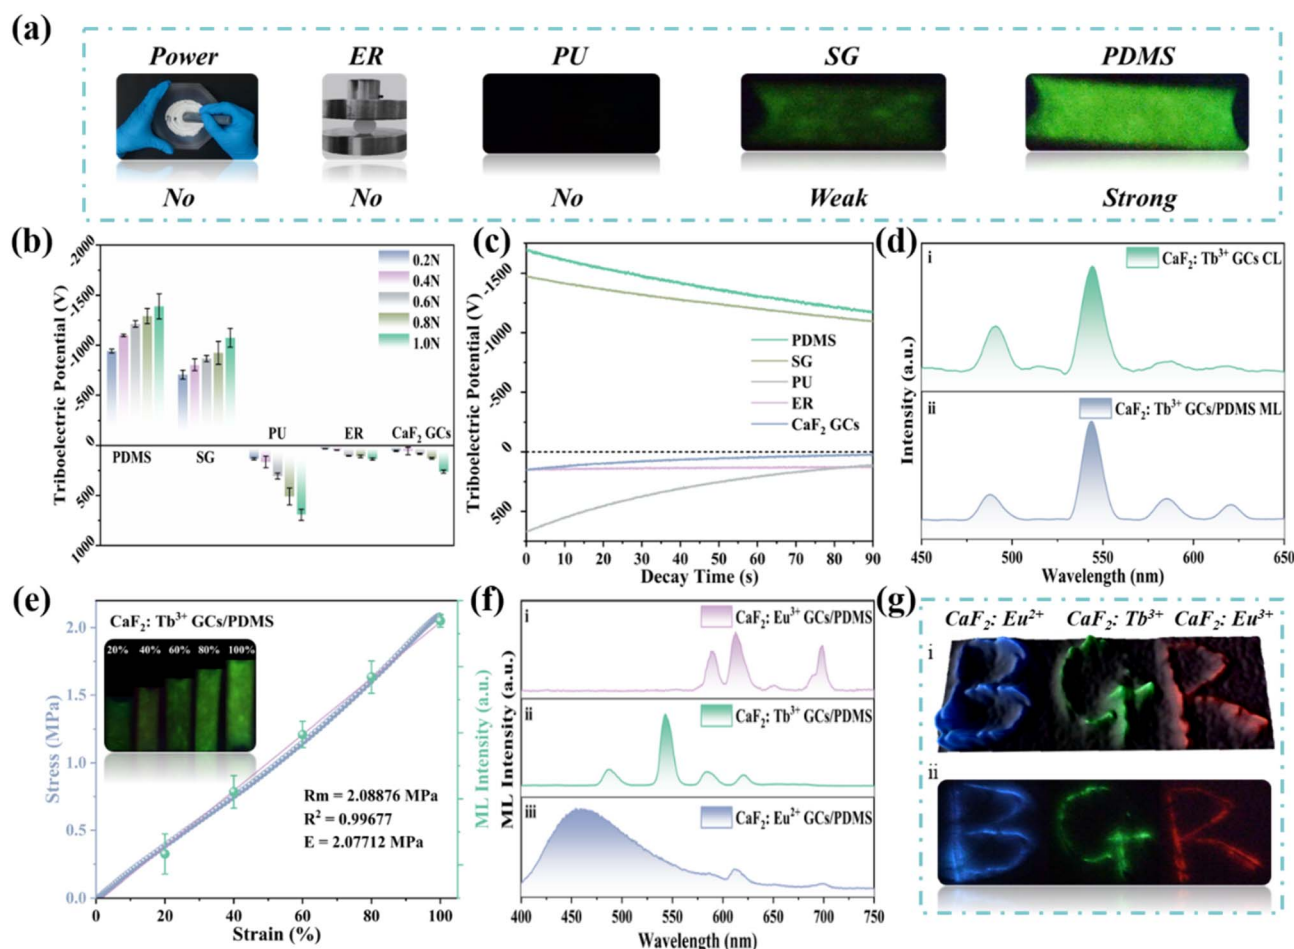 (a)
Power ER PU SG PDMS
No No No Weak Strong
(b)
Triboelectric Potential (V)
-2000
-1500
-1000
-500
0
500
1000
0.2N
0.4N
0.6N
0.8N
1.0N
PU ER CaF₂ GCs
PDMS SG
(c)
Triboelectric Potential (V)
-1500
-1000
-500
0
500
PDMS
SG
PU
ER
CaF₂ GCs
0 10 20 30 40 50 60 70 80 90
Decay Time (s)
(d)
Intensity (a.u.)
i
CaF₂: Tb³⁺ GCs CL
ii
CaF₂: Tb³⁺ GCs/PDMS ML
450 500 550 600 650
Wavelength (nm)
(e)
Stress (MPa)
2.0
1.5
1.0
0.5
0.0
CaF₂: Tb³⁺ GCs/PDMS
20% 40% 60% 80% 100%
Rm = 2.08876 MPa
R² = 0.99677
E = 2.07712 MPa
0 20 40 60 80 100
Strain (%)
ML Intensity (a.u.)
(f)
ML Intensity (a.u.)
i
CaF₂: Eu³⁺ GCs/PDMS
ii
CaF₂: Tb³⁺ GCs/PDMS
iii
CaF₂: Eu²⁺ GCs/PDMS
400 450 500 550 600 650 700 750
Wavelength (nm)
(g)
CaF₂: Eu²⁺ CaF₂: Tb³⁺ CaF₂: Eu³⁺
i
B G R
ii
B G R